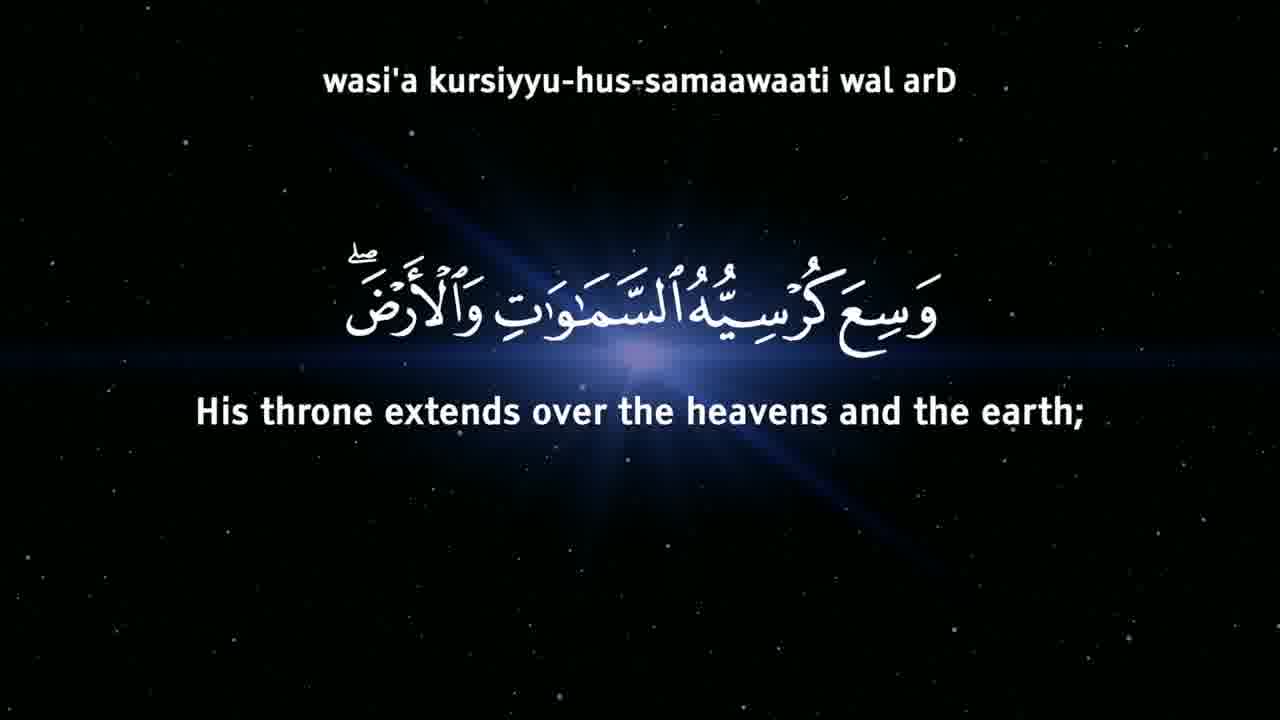 wasi'a kursiyyu-hus-samaawaati wal arD
وَسِعَ كُرْسِيُّهُ ٱلسَّمَـٰوَٰتِ وَٱلْأَرْضَ ۖ
His throne extends over the heavens and the earth;